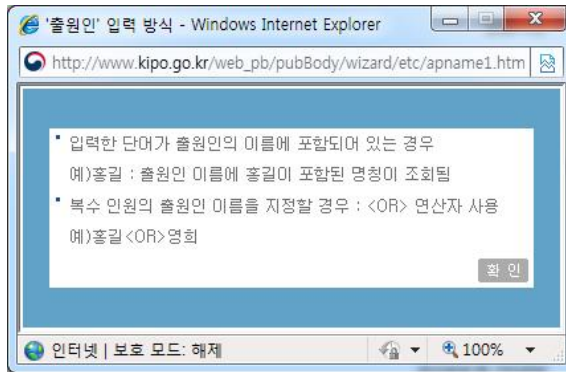 '출원인' 입력 방식 - Windows Internet Explorer
http://www.kipo.go.kr/web_pb/pubBody/wizard/etc/apname1.htm
입력한 단어가 출원인의 이름에 포함되어 있는 경우
예)홍길 : 출원인 이름에 홍길이 포함된 명칭이 조회됨
복수 인원의 출원인 이름을 지정할 경우 : <OR> 연산자 사용
예)홍길<OR>영희
확 인
인터넷 | 보호 모드: 해제 100%